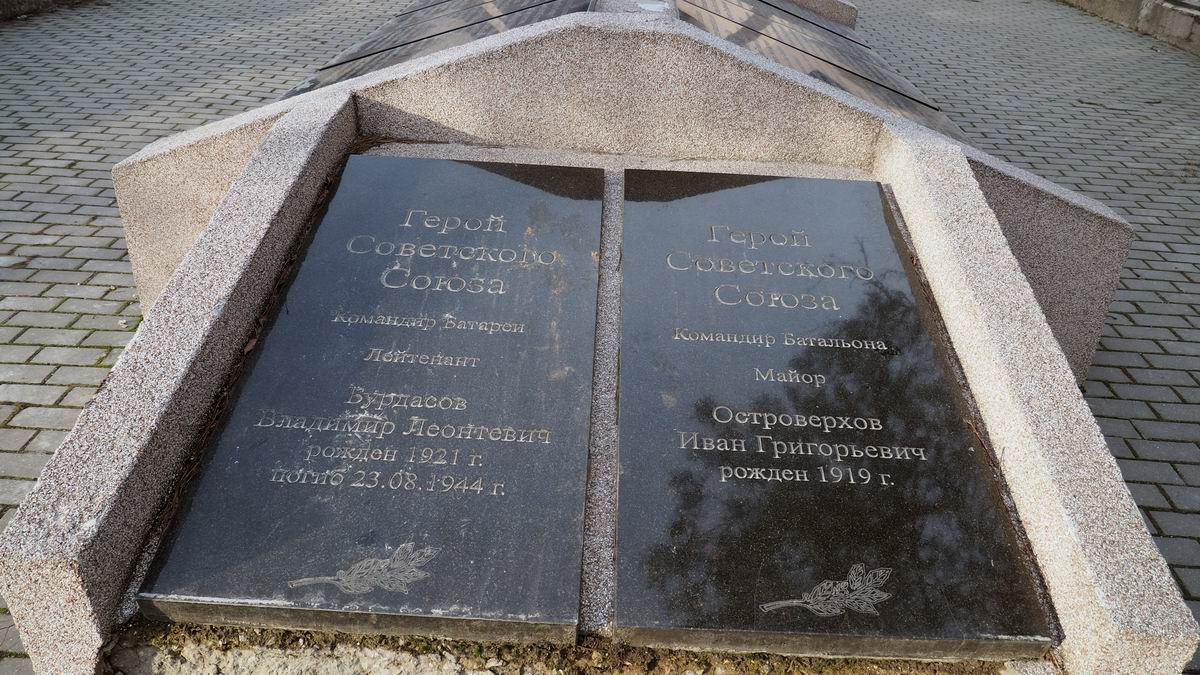 Герой
Советского
Союза
Командир Батареи
Лейтенант
Бурдасов
Владимир Леонтевич
рожден 1921 г.
погиб 23.08.1944 г.
Герой
Советского
Союза
Командир Батальона
Майор
Островерхов
Иван Григорьевич
рожден 1919 г.